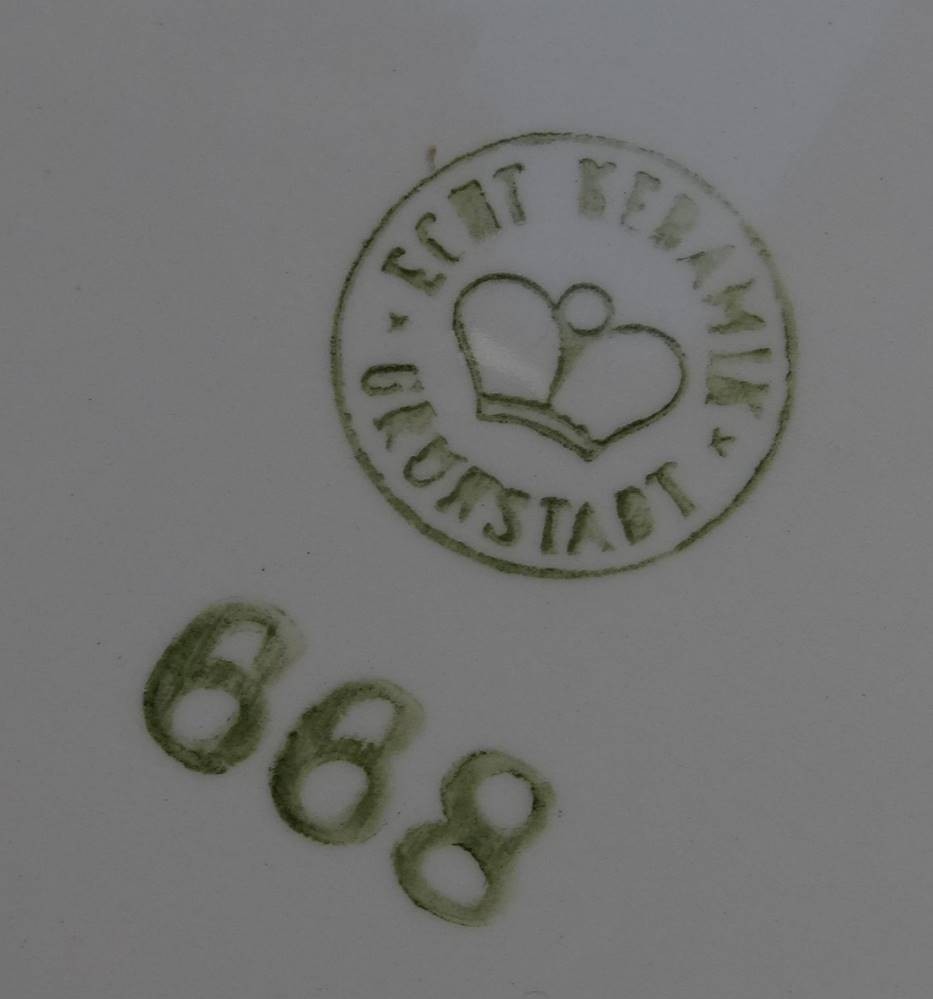 ECHT KERAMIK
GRÜNSTADT
668